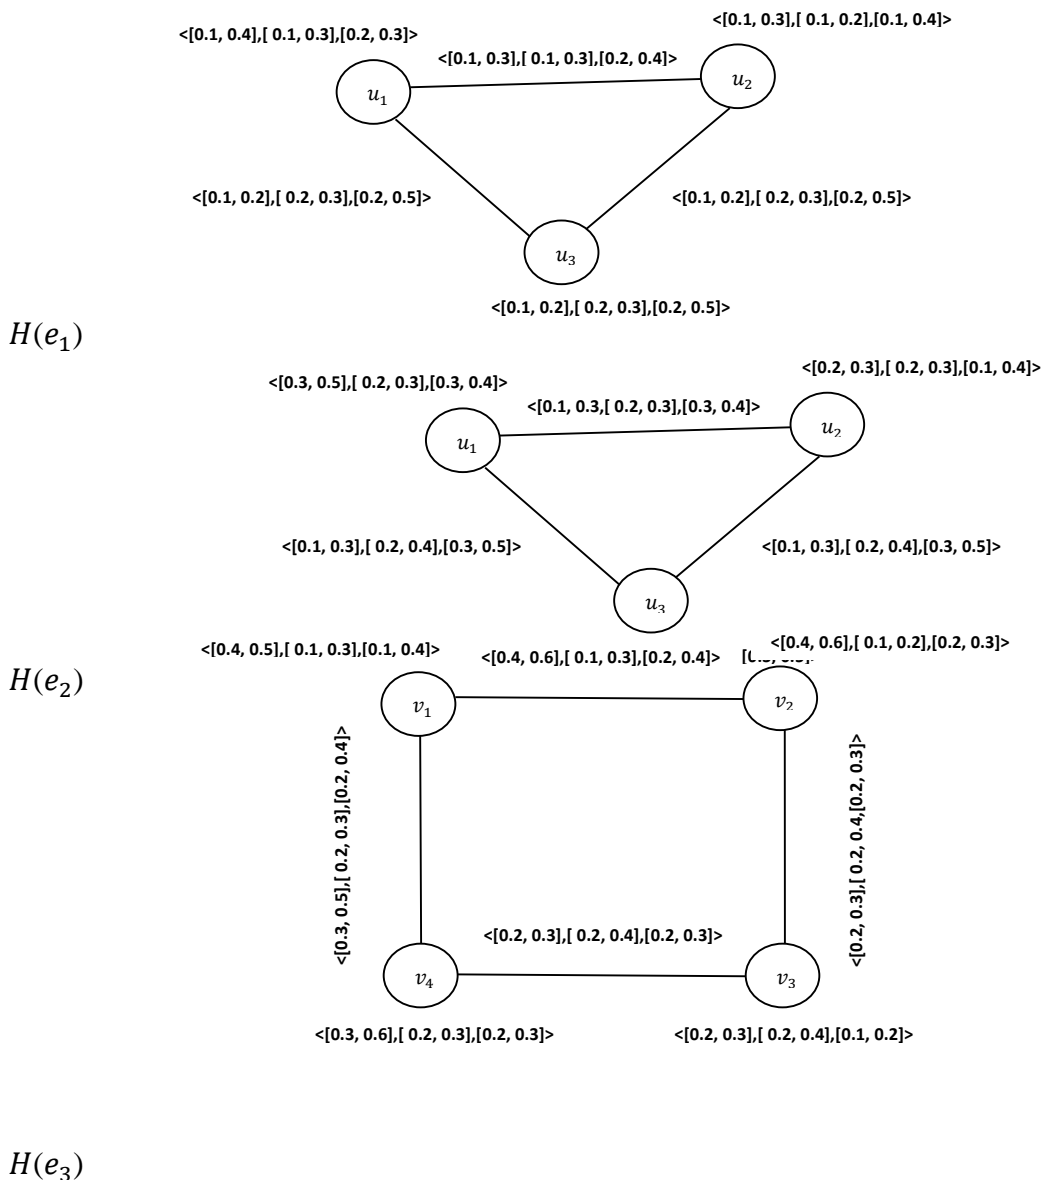 <[0.1, 0.4],[ 0.1, 0.3],[0.2, 0.3]>
<[0.1, 0.3],[ 0.1, 0.3],[0.2, 0.4]>
<[0.1, 0.3],[ 0.1, 0.2],[0.1, 0.4]>
u₁
u₂
<[0.1, 0.2],[ 0.2, 0.3],[0.2, 0.5]>
<[0.1, 0.2],[ 0.2, 0.3],[0.2, 0.5]>
u₃
<[0.1, 0.2],[ 0.2, 0.3],[0.2, 0.5]>
H(e₁)
<[0.3, 0.5],[ 0.2, 0.3],[0.3, 0.4]>
<[0.1, 0.3,[ 0.2, 0.3],[0.3, 0.4]>
<[0.2, 0.3],[ 0.2, 0.3],[0.1, 0.4]>
u₁
u₂
<[0.1, 0.3],[ 0.2, 0.4],[0.3, 0.5]>
<[0.1, 0.3],[ 0.2, 0.4],[0.3, 0.5]>
u₃
H(e₂)
<[0.4, 0.5],[ 0.1, 0.3],[0.1, 0.4]>
<[0.4, 0.6],[ 0.1, 0.3],[0.2, 0.4]>
<[0.4, 0.6],[ 0.1, 0.2],[0.2, 0.3]>
v₁
v₂
<[0.3, 0.5],[ 0.2, 0.3],[0.2, 0.4]>
<[0.2, 0.3],[ 0.2, 0.4,[0.2, 0.3]>
<[0.2, 0.3],[ 0.2, 0.4],[0.2, 0.3]>
v₄
v₃
<[0.3, 0.6],[ 0.2, 0.3],[0.2, 0.3]>
<[0.2, 0.3],[ 0.2, 0.4],[0.1, 0.2]>
H(e₃)